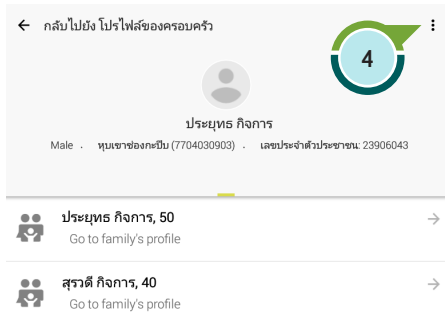 กลับไปยัง โปรไฟล์ของครอบครัว
4
ประยุทธ กิจการ
Male . หุบเขาช่องกะปีบ (7704030903) . เลขประจำตัวประชาชน: 23906043
ประยุทธ กิจการ, 50
Go to family's profile
สุรวดี กิจการ, 40
Go to family's profile